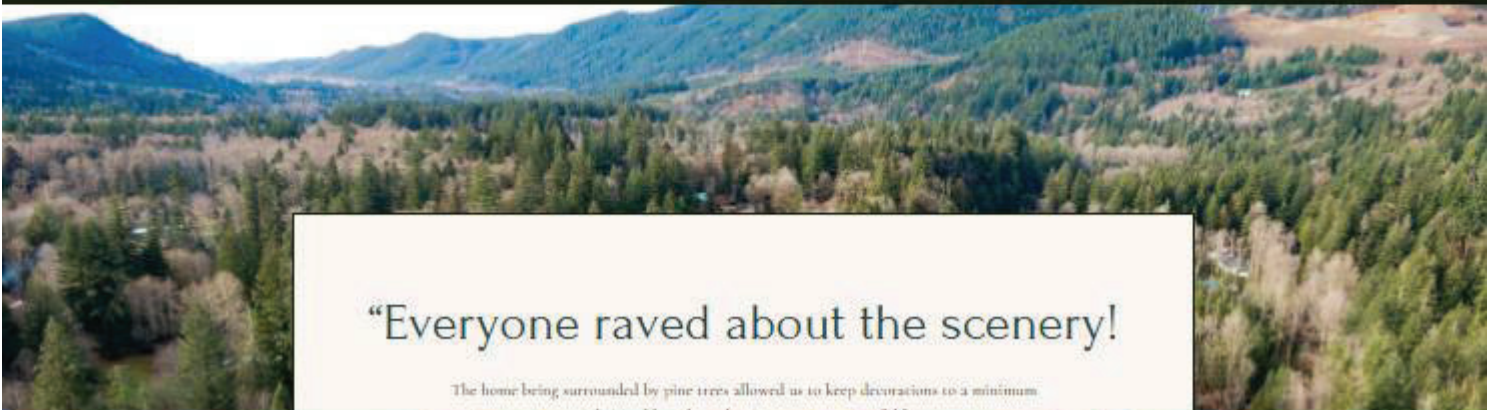 “Everyone raved about the scenery!
The home being surrounded by pine trees allowed us to keep decorations to a minimum